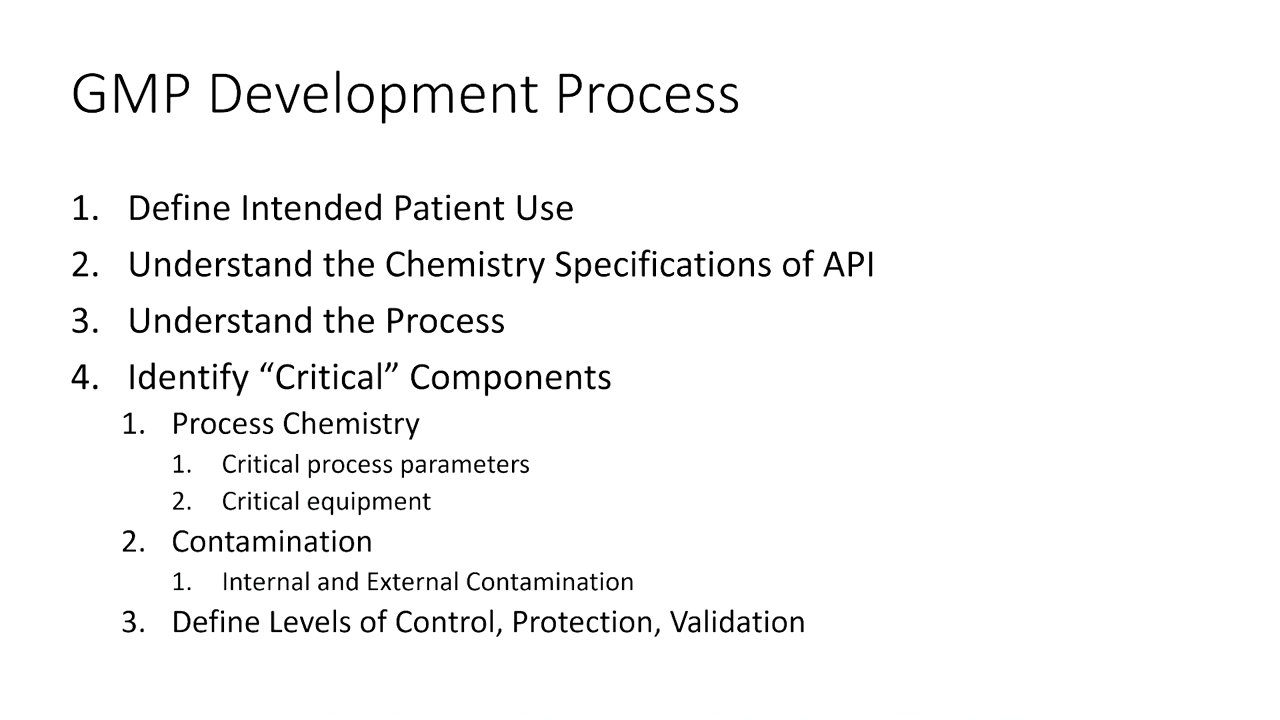 GMP Development Process
1. Define Intended Patient Use
2. Understand the Chemistry Specifications of API
3. Understand the Process
4. Identify “Critical” Components
1. Process Chemistry
1. Critical process parameters
2. Critical equipment
2. Contamination
1. Internal and External Contamination
3. Define Levels of Control, Protection, Validation